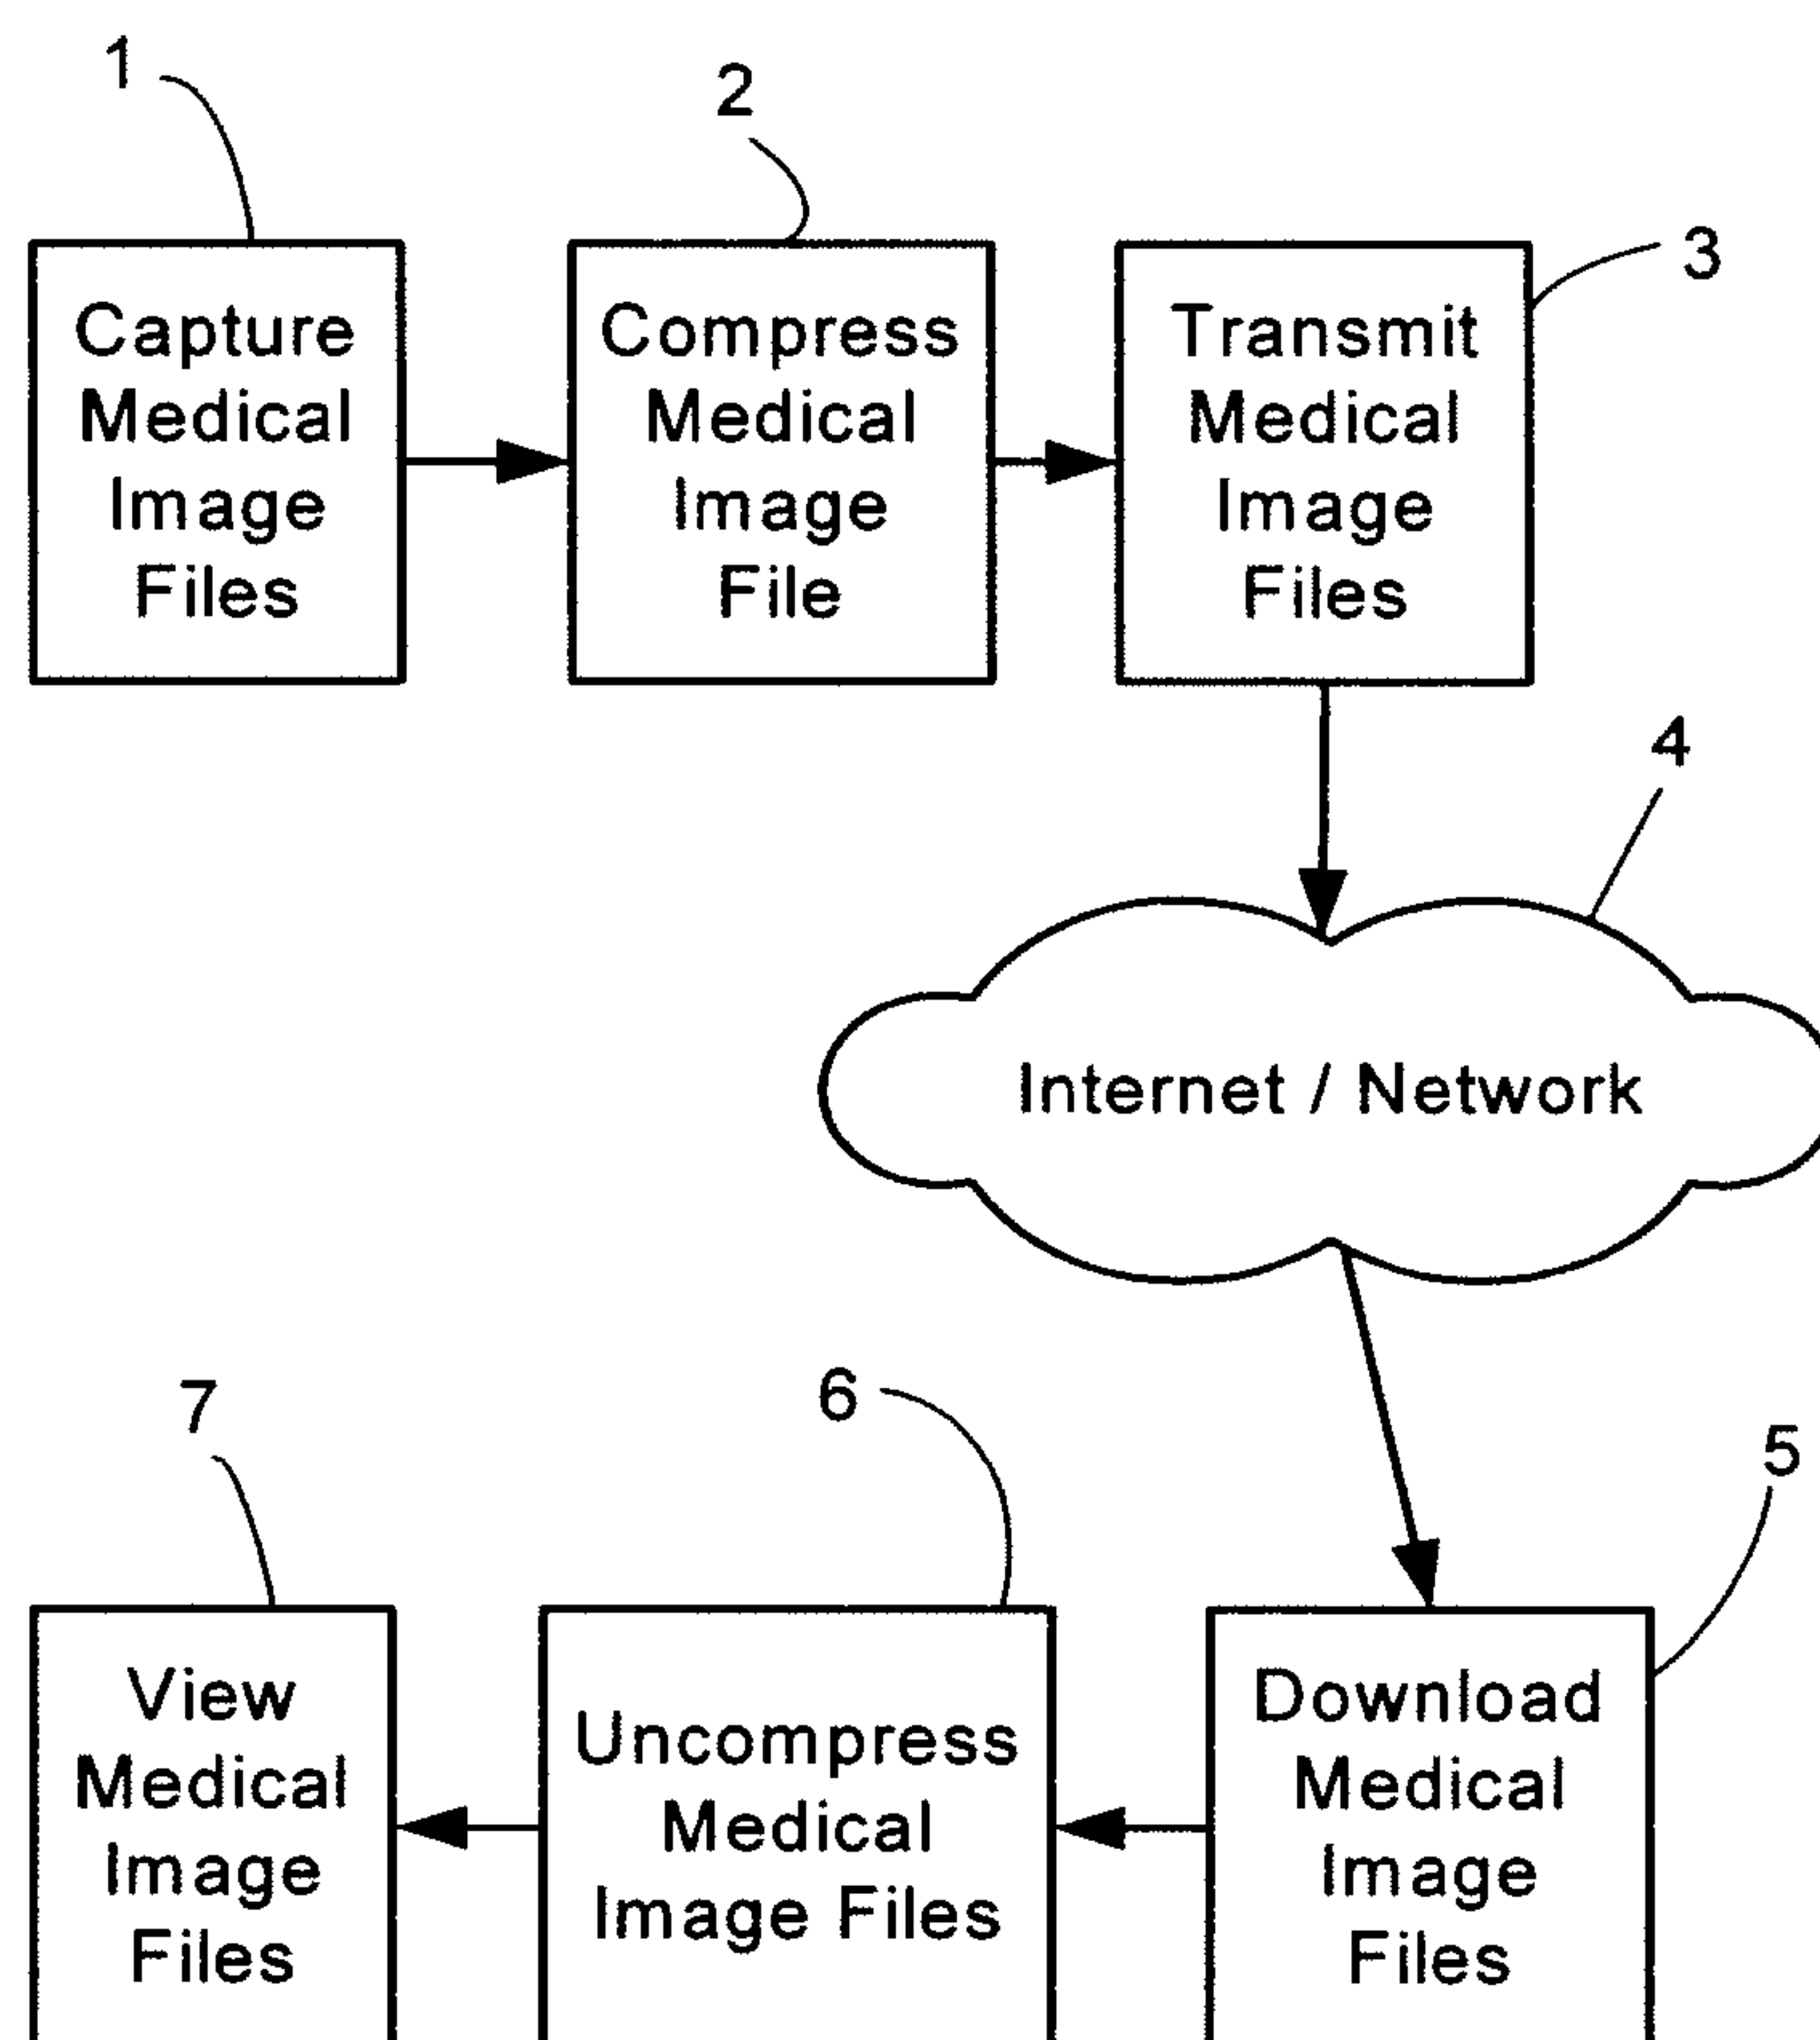 1
Capture
Medical
Image
Files
2
Compress
Medical
Image
File
3
Transmit
Medical
Image
Files
4
Internet / Network
5
Download
Medical
Image
Files
6
Uncompress
Medical
Image Files
7
View
Medical
Image
Files